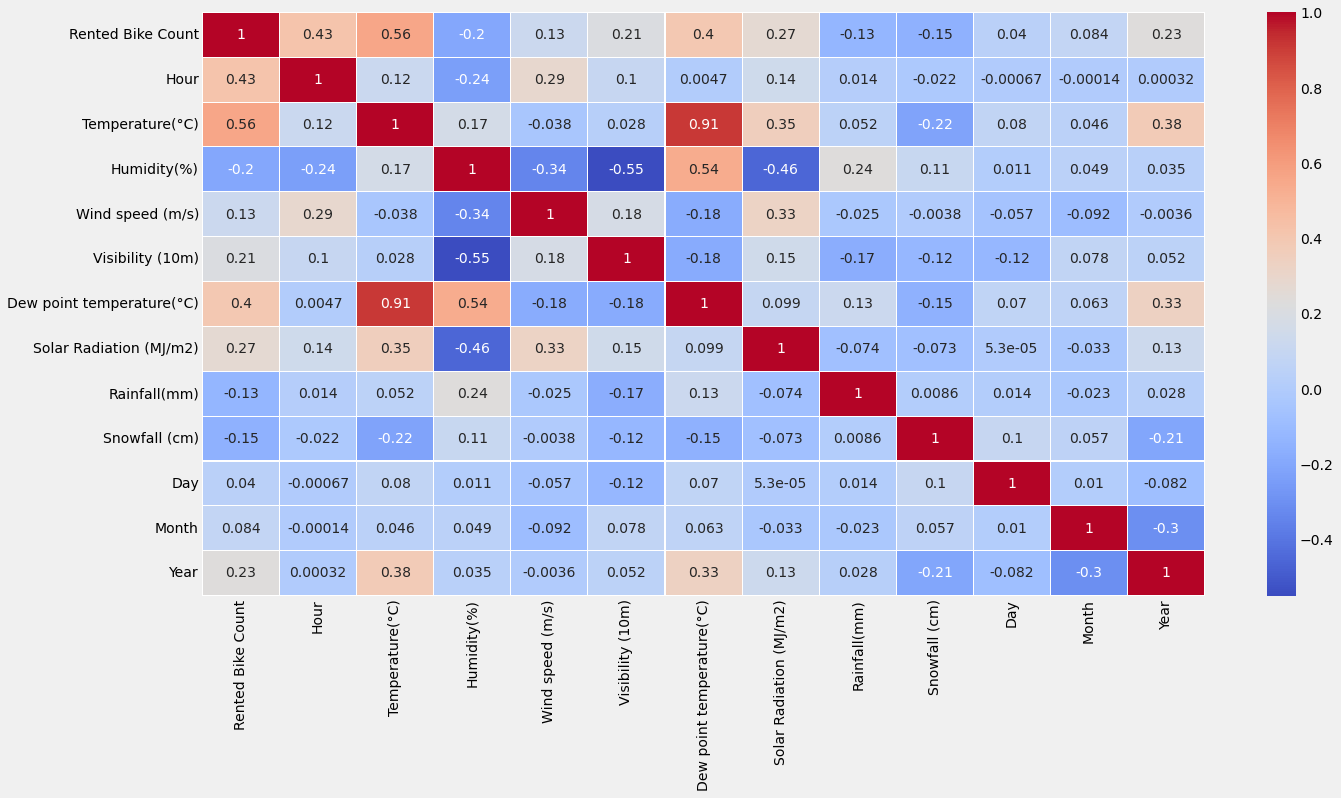 Rented Bike Count 1 0.43 0.56 -0.2 0.13 0.21 0.4 0.27 -0.13 -0.15 0.04 0.084 0.23
Hour 0.43 1 0.12 -0.24 0.29 0.1 0.0047 0.14 0.014 -0.022 -0.00067 -0.00014 0.00032
Temperature(°C) 0.56 0.12 1 0.17 -0.038 0.028 0.91 0.35 0.052 -0.22 0.08 0.046 0.38
Humidity(%) -0.2 -0.24 0.17 1 -0.34 -0.55 0.54 -0.46 0.24 0.11 0.011 0.049 0.035
Wind speed (m/s) 0.13 0.29 -0.038 -0.34 1 0.18 -0.18 0.33 -0.025 -0.0038 -0.057 -0.092 -0.0036
Visibility (10m) 0.21 0.1 0.028 -0.55 0.18 1 -0.18 0.15 -0.17 -0.12 -0.12 0.078 0.052
Dew point temperature(°C) 0.4 0.0047 0.91 0.54 -0.18 -0.18 1 0.099 0.13 -0.15 0.07 0.063 0.33
Solar Radiation (MJ/m2) 0.27 0.14 0.35 -0.46 0.33 0.15 0.099 1 -0.074 -0.073 5.3e-05 -0.033 0.13
Rainfall(mm) -0.13 0.014 0.052 0.24 -0.025 -0.17 0.13 -0.074 1 0.0086 0.014 -0.023 0.028
Snowfall (cm) -0.15 -0.022 -0.22 0.11 -0.0038 -0.12 -0.15 -0.073 0.0086 1 0.1 0.057 -0.21
Day 0.04 -0.00067 0.08 0.011 -0.057 -0.12 0.07 5.3e-05 0.014 0.1 1 0.01 -0.082
Month 0.084 -0.00014 0.046 0.049 -0.092 0.078 0.063 -0.033 -0.023 0.057 0.01 1 -0.3
Year 0.23 0.00032 0.38 0.035 -0.0036 0.052 0.33 0.13 0.028 -0.21 -0.082 -0.3 1
Rented Bike Count
Hour
Temperature(°C)
Humidity(%)
Wind speed (m/s)
Visibility (10m)
Dew point temperature(°C)
Solar Radiation (MJ/m2)
Rainfall(mm)
Snowfall (cm)
Day
Month
Year
1.0
0.8
0.6
0.4
0.2
0.0
−0.2
−0.4